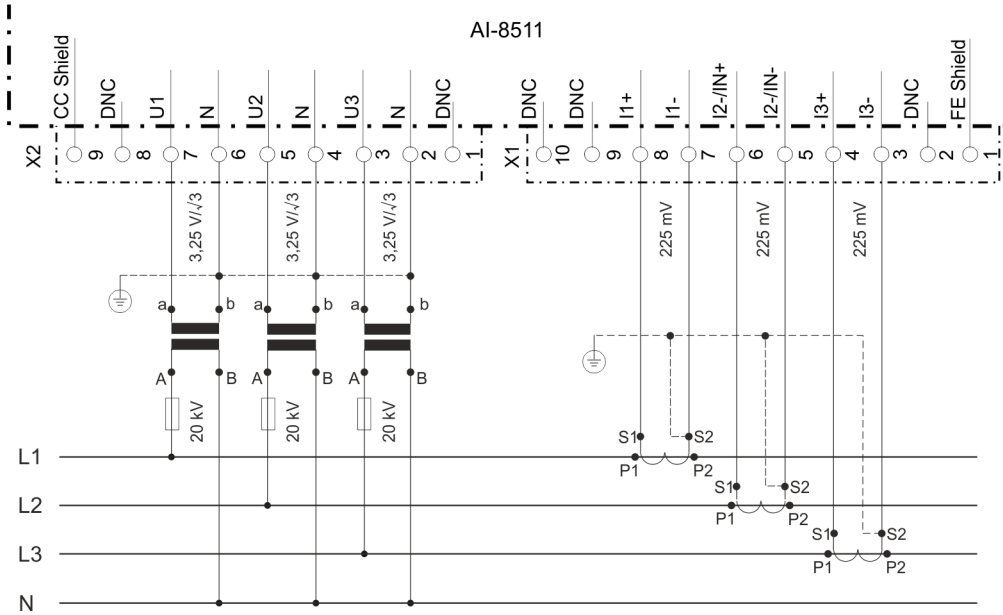 AI-8511
CC Shield
DNC
U1
N
U2
N
U3
N
DNC
DNC
DNC
I1+
I1-
I2-/IN+
I2-/IN-
I3+
I3-
DNC
FE Shield
X2
9
8
7
6
5
4
3
2
1
X1
10
9
8
7
6
5
4
3
2
1
3,25 V/√3
3,25 V/√3
3,25 V/√3
225 mV
225 mV
225 mV
a b a b a b
A B A B A B
20 kV
20 kV
20 kV
S1 S2
L1
P1 P2
S1 S2
L2
P1 P2
S1 S2
L3
P1 P2
N